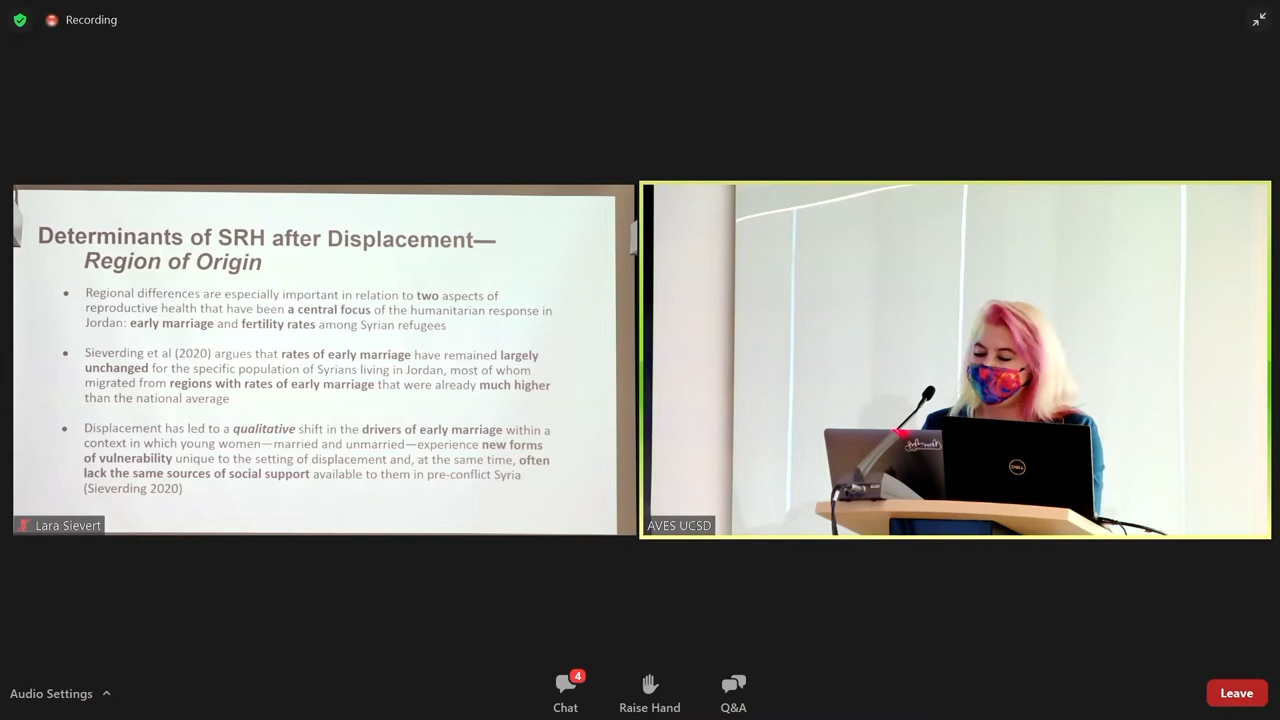 Recording
Determinants of SRH after Displacement—
Region of Origin
• Regional differences are especially important in relation to two aspects of
reproductive health that have been a central focus of the humanitarian response in
Jordan: early marriage and fertility rates among Syrian refugees
• Sieverding et al (2020) argues that rates of early marriage have remained largely
unchanged for the specific population of Syrians living in Jordan, most of whom
migrated from regions with rates of early marriage that were already much higher
than the national average
• Displacement has led to a qualitative shift in the drivers of early marriage within a
context in which young women—married and unmarried—experience new forms
of vulnerability unique to the setting of displacement and, at the same time, often
lack the same sources of social support available to them in pre-conflict Syria
(Sieverding 2020)
Lara Sievert
DELL
AVES UCSD
Audio Settings
4
Chat
Raise Hand
Q&A
Leave